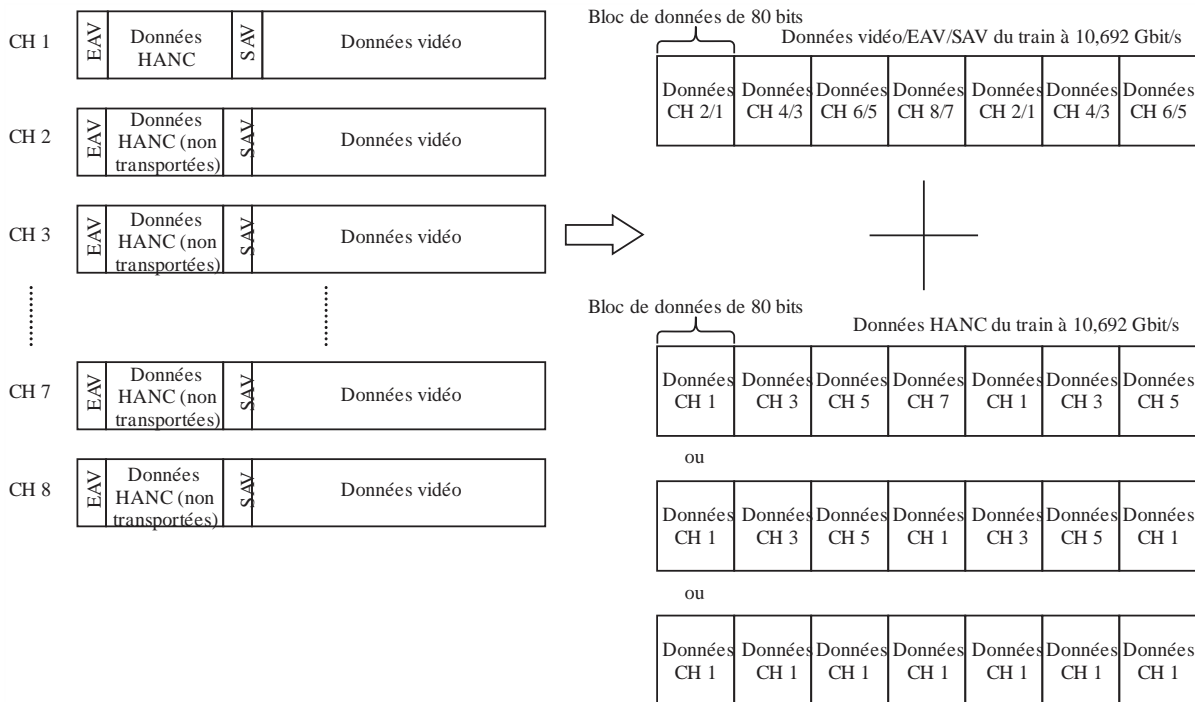 CH 1
EAV
Données
HANC
SAV
Données vidéo
CH 2
EAV
Données
HANC (non
transportées)
SAV
Données vidéo
CH 3
EAV
Données
HANC (non
transportées)
SAV
Données vidéo
CH 7
EAV
Données
HANC (non
transportées)
SAV
Données vidéo
CH 8
EAV
Données
HANC (non
transportées)
SAV
Données vidéo
Bloc de données de 80 bits
Données vidéo/EAV/SAV du train à 10,692 Gbit/s
Données Données Données Données Données Données Données
CH 2/1 CH 4/3 CH 6/5 CH 8/7 CH 2/1 CH 4/3 CH 6/5
Bloc de données de 80 bits
Données HANC du train à 10,692 Gbit/s
Données Données Données Données Données Données Données
CH 1 CH 3 CH 5 CH 7 CH 1 CH 3 CH 5
ou
Données Données Données Données Données Données Données
CH 1 CH 3 CH 5 CH 1 CH 3 CH 5 CH 1
ou
Données Données Données Données Données Données Données
CH 1 CH 1 CH 1 CH 1 CH 1 CH 1 CH 1